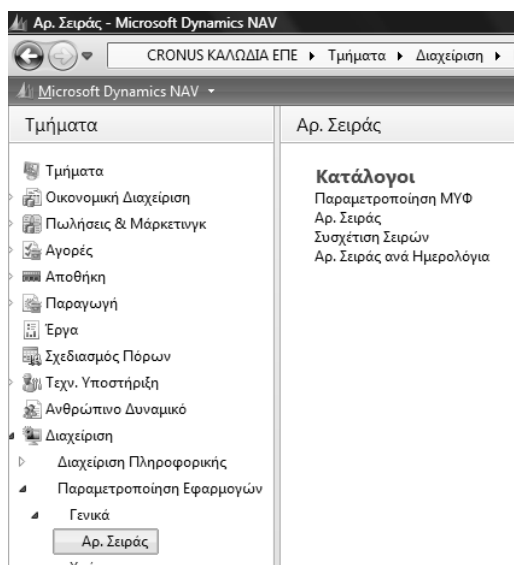 Αρ. Σειράς - Microsoft Dynamics NAV
CRONUS ΚΑΛΩΔΙΑ ΕΠΕ Τμήματα Διαχείριση
Microsoft Dynamics NAV
Τμήματα
Τμήματα
Οικονομική Διαχείριση
Πωλήσεις & Μάρκετινγκ
Αγορές
Αποθήκη
Παραγωγή
Έργα
Σχεδιασμός Πόρων
Τεχν. Υποστήριξη
Ανθρώπινο Δυναμικό
Διαχείριση
Διαχείριση Πληροφορικής
Παραμετροποίηση Εφαρμογών
Γενικά
Αρ. Σειράς
Αρ. Σειράς
Κατάλογοι
Παραμετροποίηση ΜΥΦ
Αρ. Σειράς
Συσχέτιση Σειρών
Αρ. Σειράς ανά Ημερολόγια